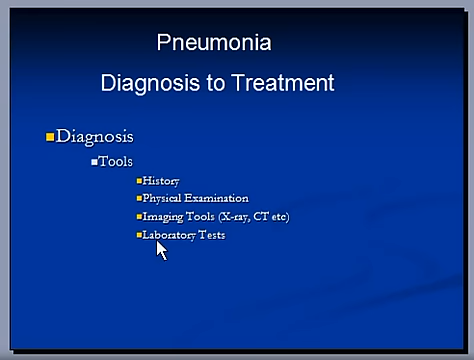 Pneumonia
Diagnosis to Treatment
Diagnosis
Tools
History
Physical Examination
Imaging Tools (X-ray, CT etc)
Laboratory Tests